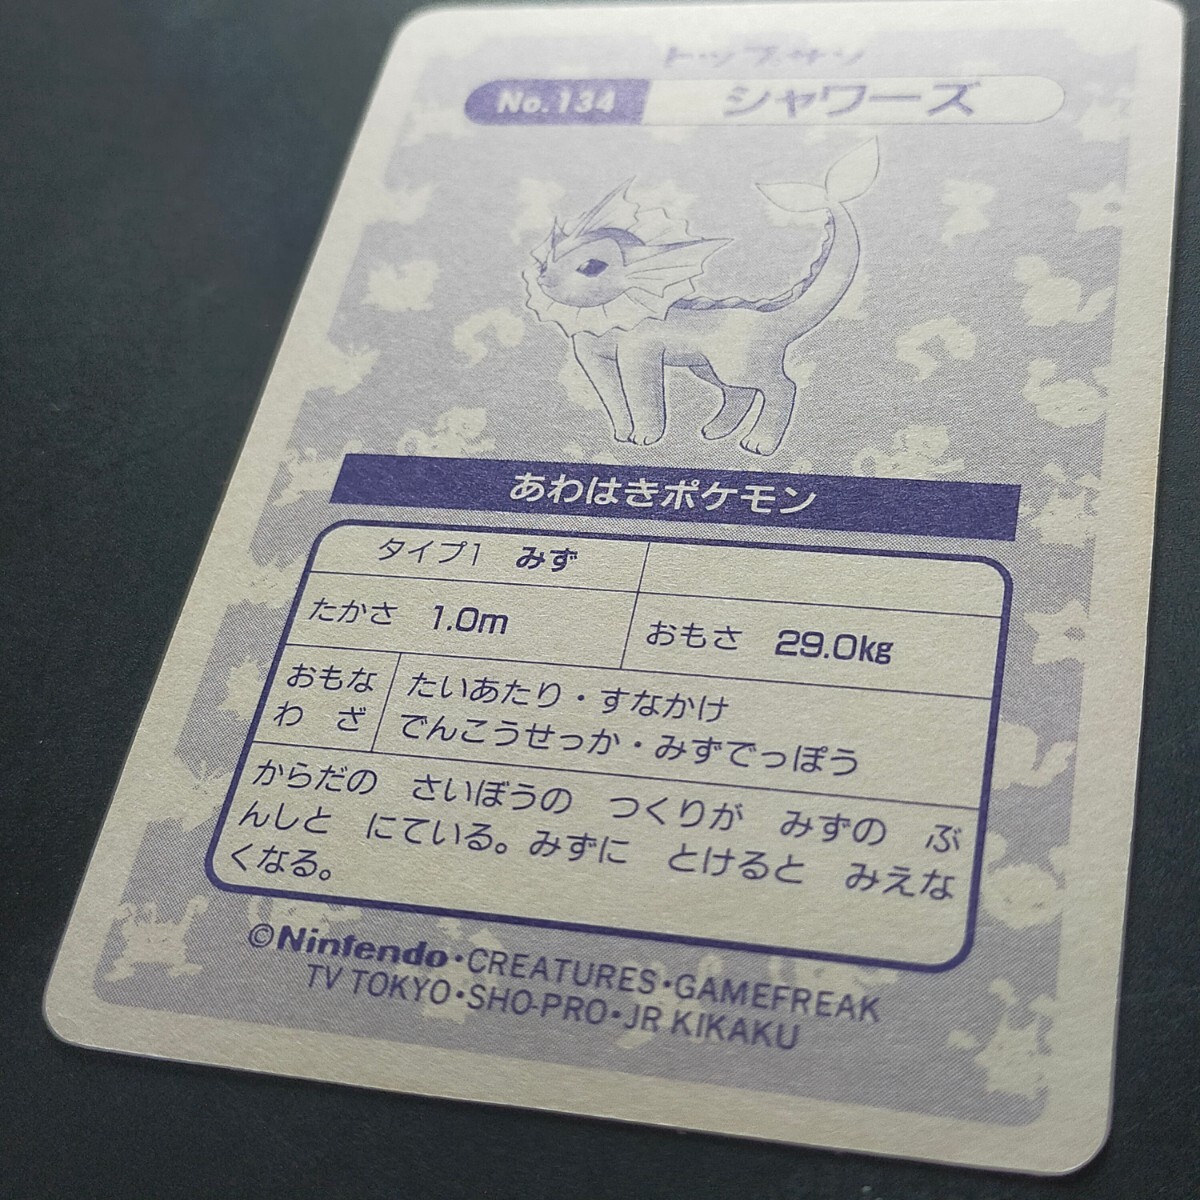 トップサン
No.134 シャワーズ
あわはきポケモン
タイプ1 みず
たかさ 1.0m おもさ 29.0kg
おもな
わ ざ
たいあたり・すなかけ
でんこうせっか・みずでっぽう
からだの さいぼうの つくりが みずの ぶ
んしと にている。みずに とけると みえな
くなる。
©Nintendo・CREATURES・GAMEFREAK
TV TOKYO・SHO-PRO・JR KIKAKU